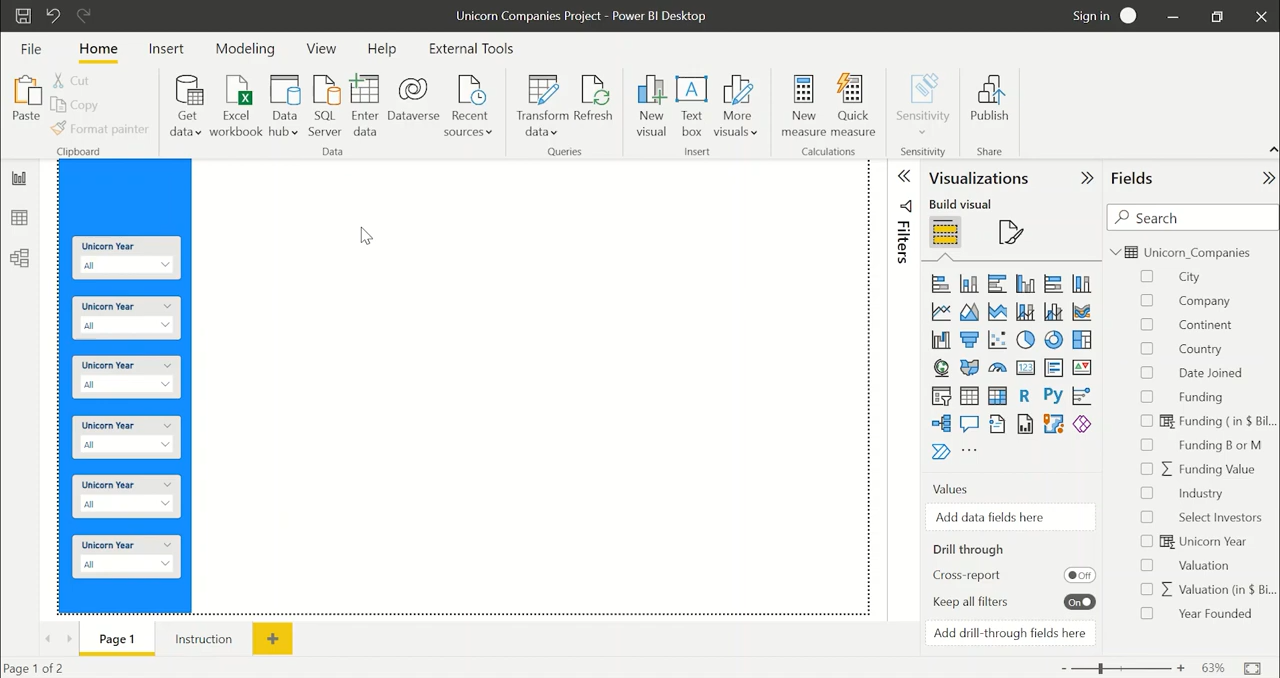 Unicorn Companies Project - Power BI Desktop
Sign in
File
Home
Insert
Modeling
View
Help
External Tools
Paste
Cut
Copy
Format painter
Clipboard
Get
data
Excel
workbook
Data
hub
SQL
Server
Enter
data
Dataverse
Recent
sources
Data
Transform
data
Refresh
Queries
New
visual
A
Text
box
More
visuals
Insert
New
measure
Quick
measure
Calculations
Sensitivity
Sensitivity
Publish
Share
Unicorn Year
All
Unicorn Year
All
Unicorn Year
All
Unicorn Year
All
Unicorn Year
All
Unicorn Year
All
Filters
Visualizations
Build visual
123
R
Py
Values
Add data fields here
Drill through
Cross-report
Off
Keep all filters
On
Add drill-through fields here
Fields
Search
Unicorn_Companies
City
Company
Continent
Country
Date Joined
Funding
Funding ( in $ Bil...
Funding B or M
Funding Value
Industry
Select Investors
Unicorn Year
Valuation
Valuation (in $ Bi...
Year Founded
Page 1
Instruction
+
Page 1 of 2
- + 63%